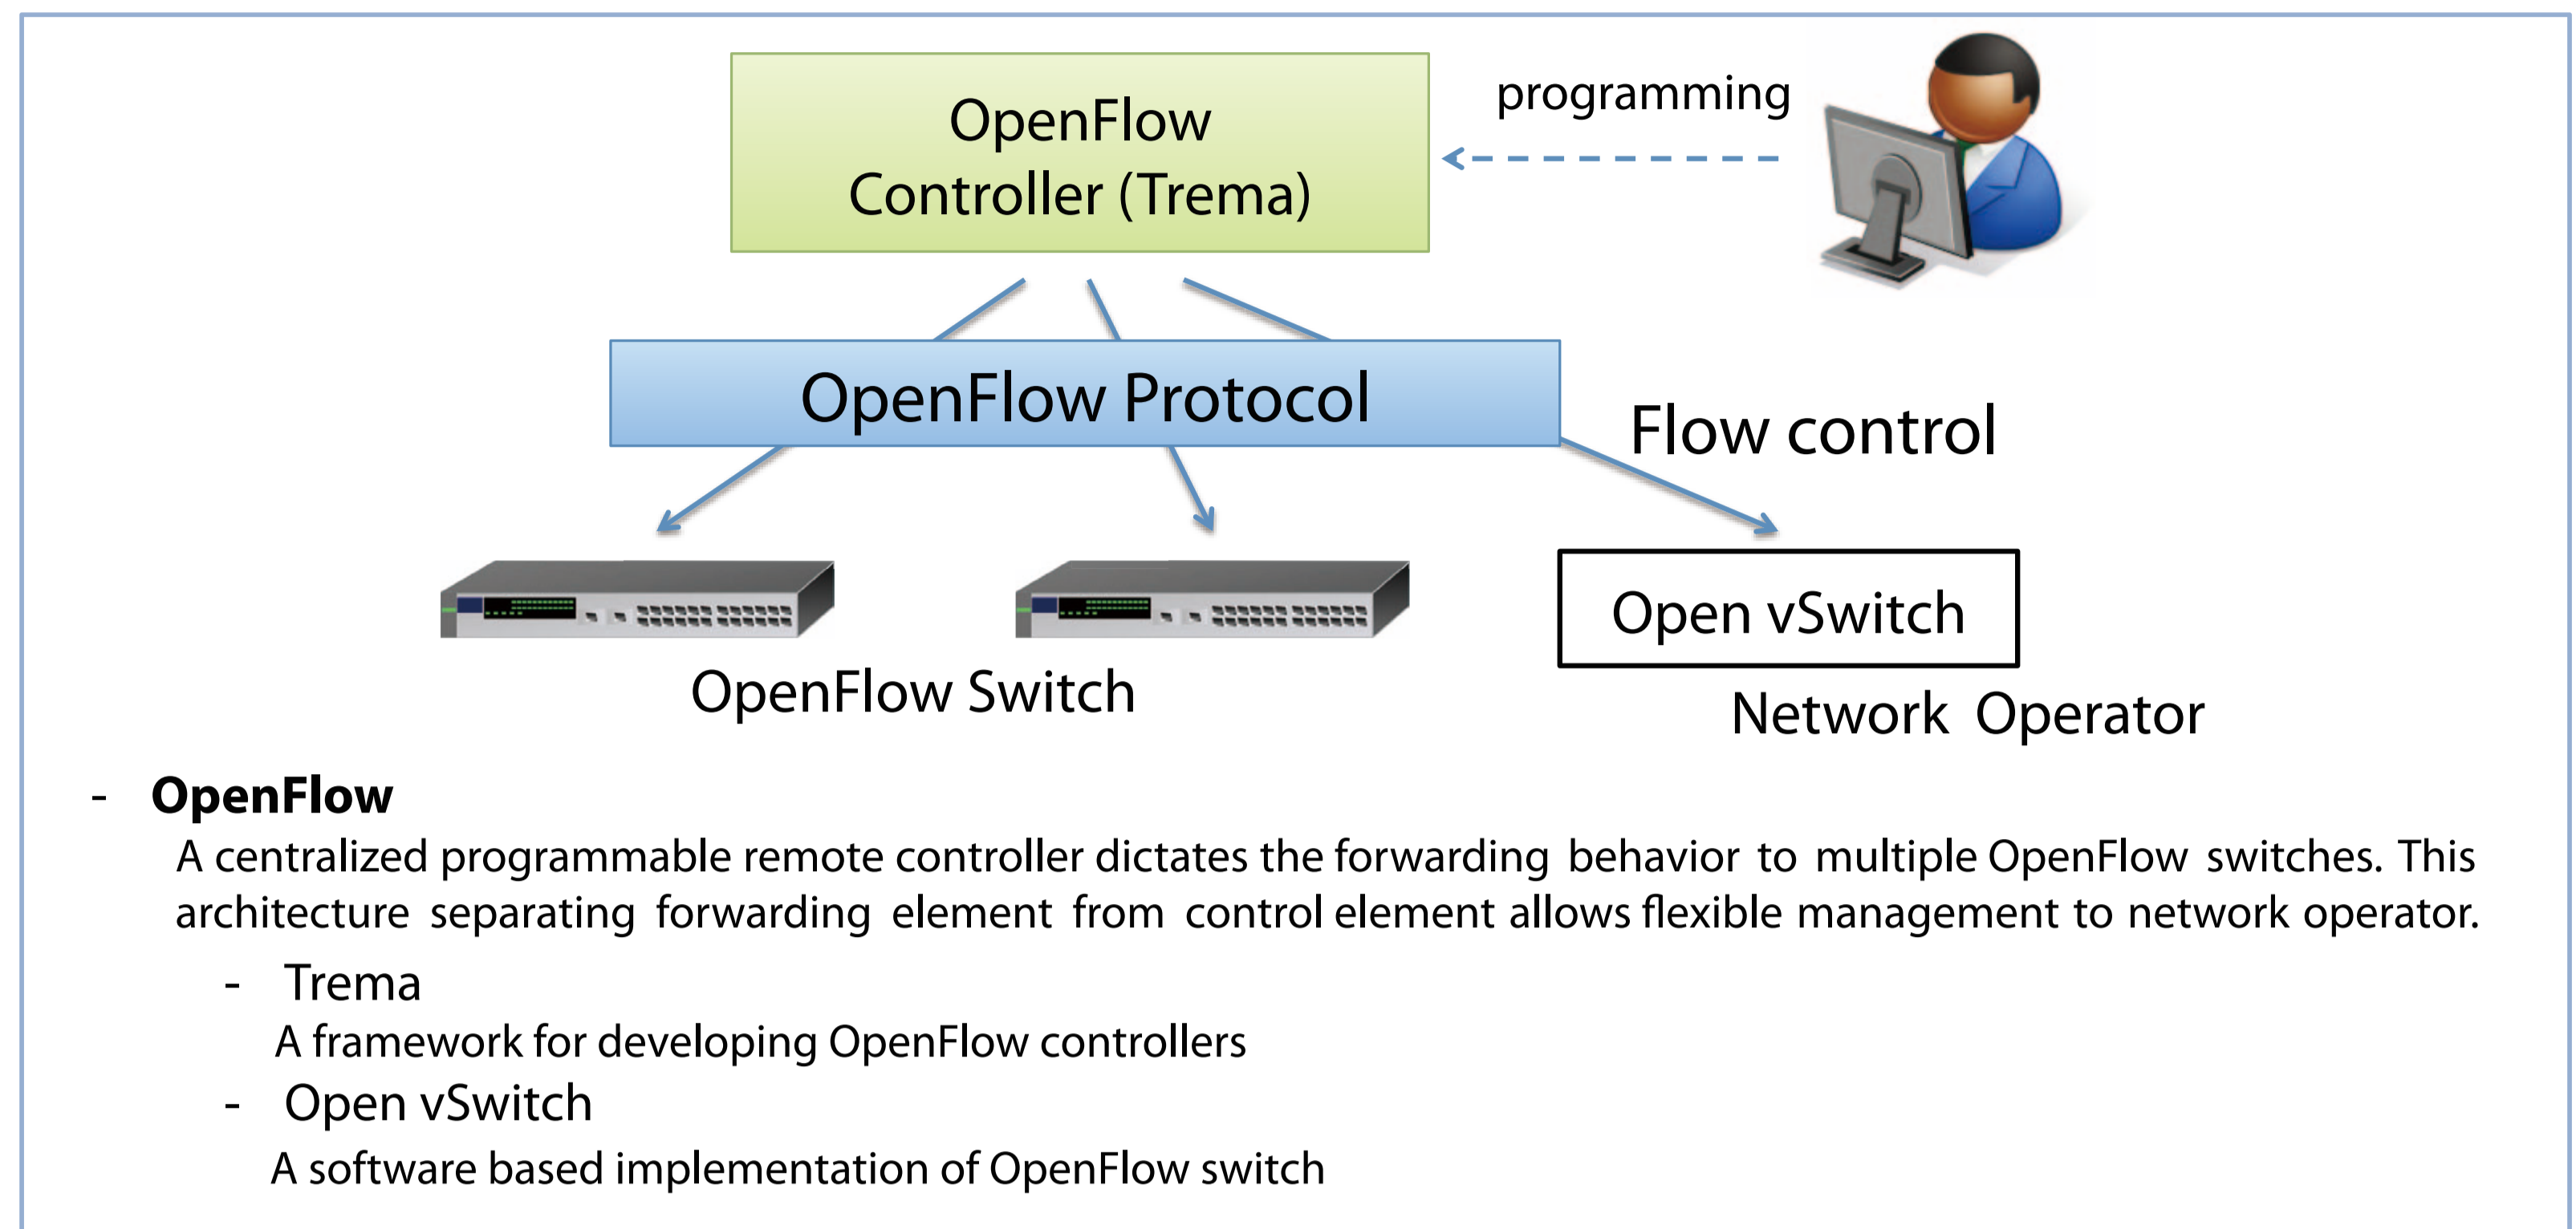 OpenFlow
Controller (Trema)
programming
OpenFlow Protocol
Flow control
Open vSwitch
OpenFlow Switch
Network Operator
- OpenFlow
A centralized programmable remote controller dictates the forwarding behavior to multiple OpenFlow switches. This
architecture separating forwarding element from control element allows flexible management to network operator.
- Trema
A framework for developing OpenFlow controllers
- Open vSwitch
A software based implementation of OpenFlow switch